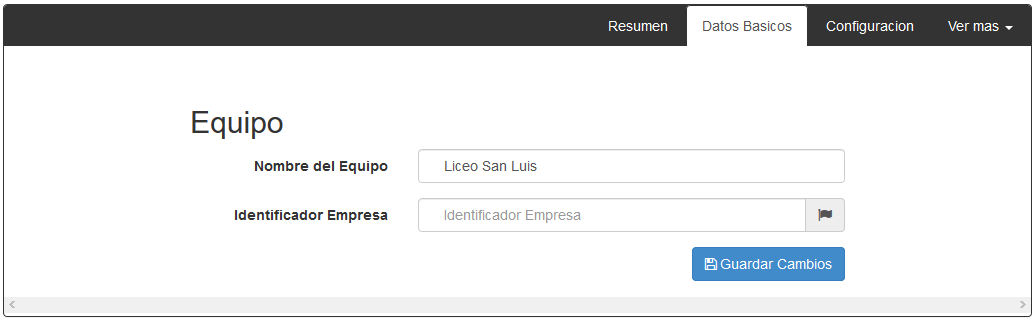 Resumen Datos Basicos Configuracion Ver mas
Equipo
Nombre del Equipo Liceo San Luis
Identificador Empresa Identificador Empresa
Guardar Cambios